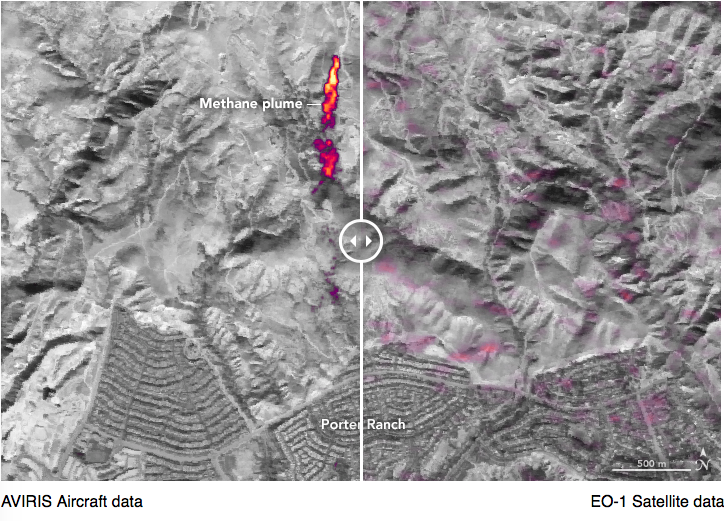 Methane plume
Porter Ranch
500 m
N
AVIRIS Aircraft data
EO-1 Satellite data